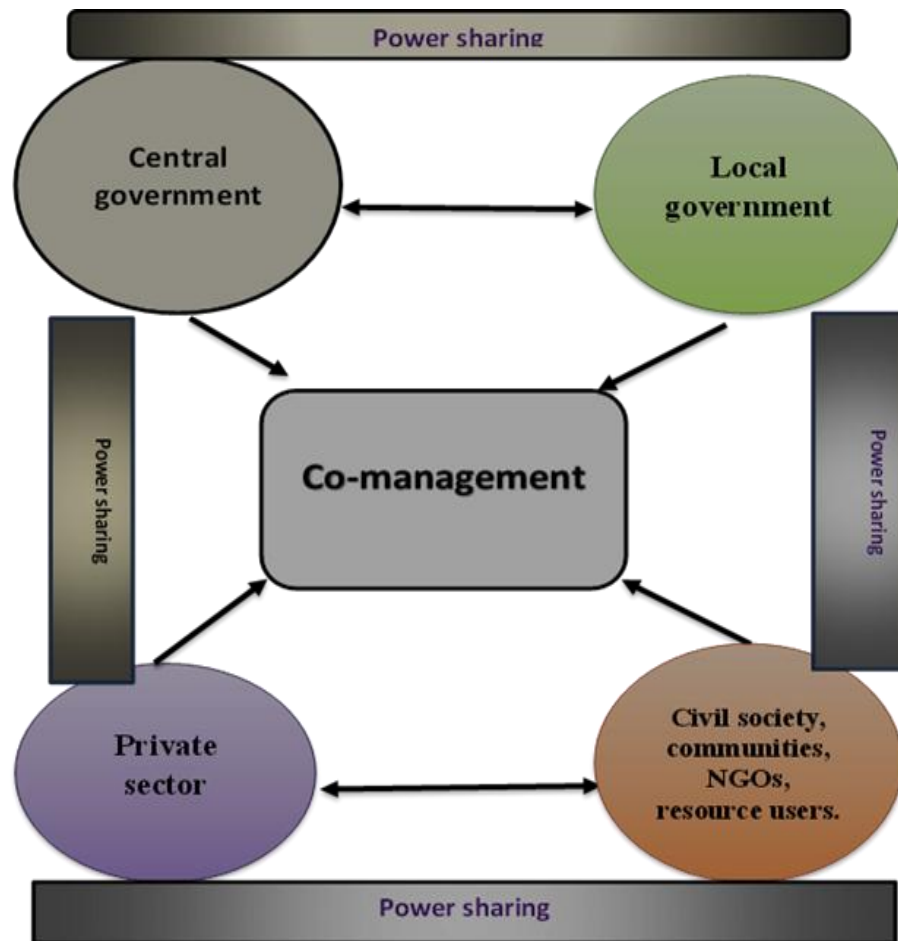 Power sharing
Central
government
Local
government
Power sharing
Co-management
Power sharing
Private
sector
Civil society,
communities,
NGOs,
resource users.
Power sharing